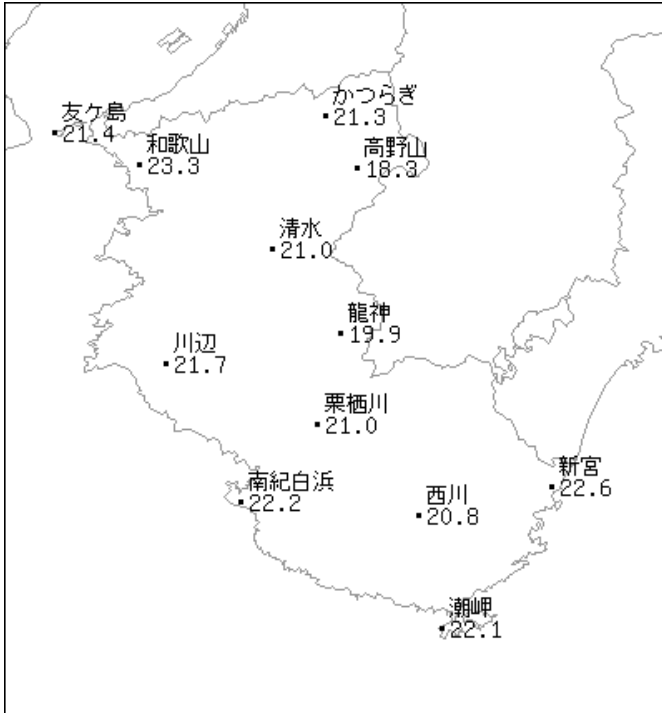 かつらぎ
21.3
友ケ島
21.4
和歌山
23.3
高野山
18.3
清水
21.0
龍神
19.9
川辺
21.7
栗栖川
21.0
新宮
22.6
南紀白浜
22.2
西川
20.8
潮岬
22.1